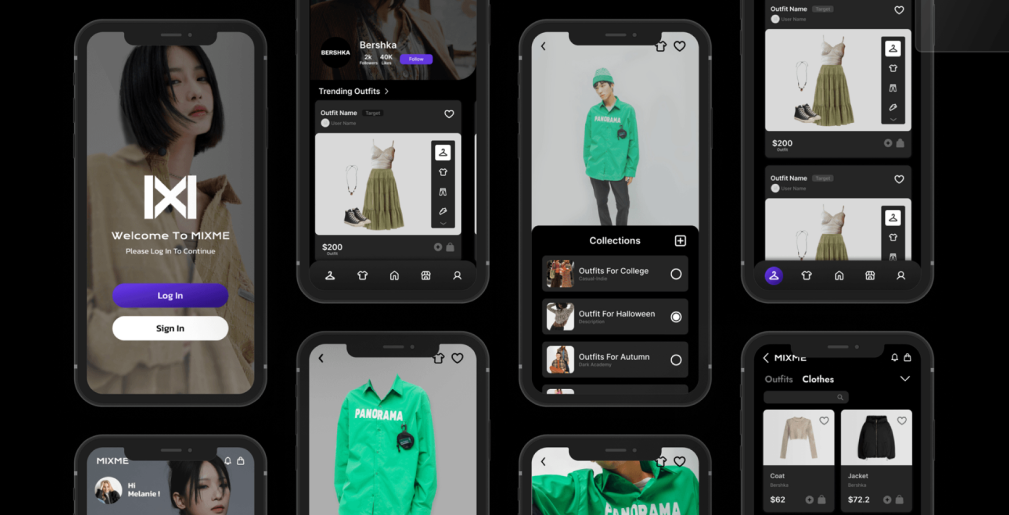 Welcome To MIXME
Please Log In To Continue
Log In
Sign In
MIXME
Hi
Melanie !
BERSHKA
Bershka
2k
40K
Followers
Likes
Follow
Trending Outfits >
Outfit Name
Target
User Name
$200
Outfit
PANORAMA
PANORAMA
Collections
Outfits For College
Casual Indie
Outfit For Halloween
Description
Outfits For Autumn
Dark Academy
PANORAMA
Outfit Name
Target
User Name
$200
Outfit
Outfit Name
Target
User Name
MIXME
Outfits
Clothes
Coat
Bershka
$62
Jacket
Bershka
$72.2